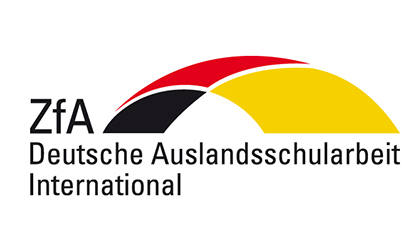 ZfA
Deutsche Auslandsschularbeit
International